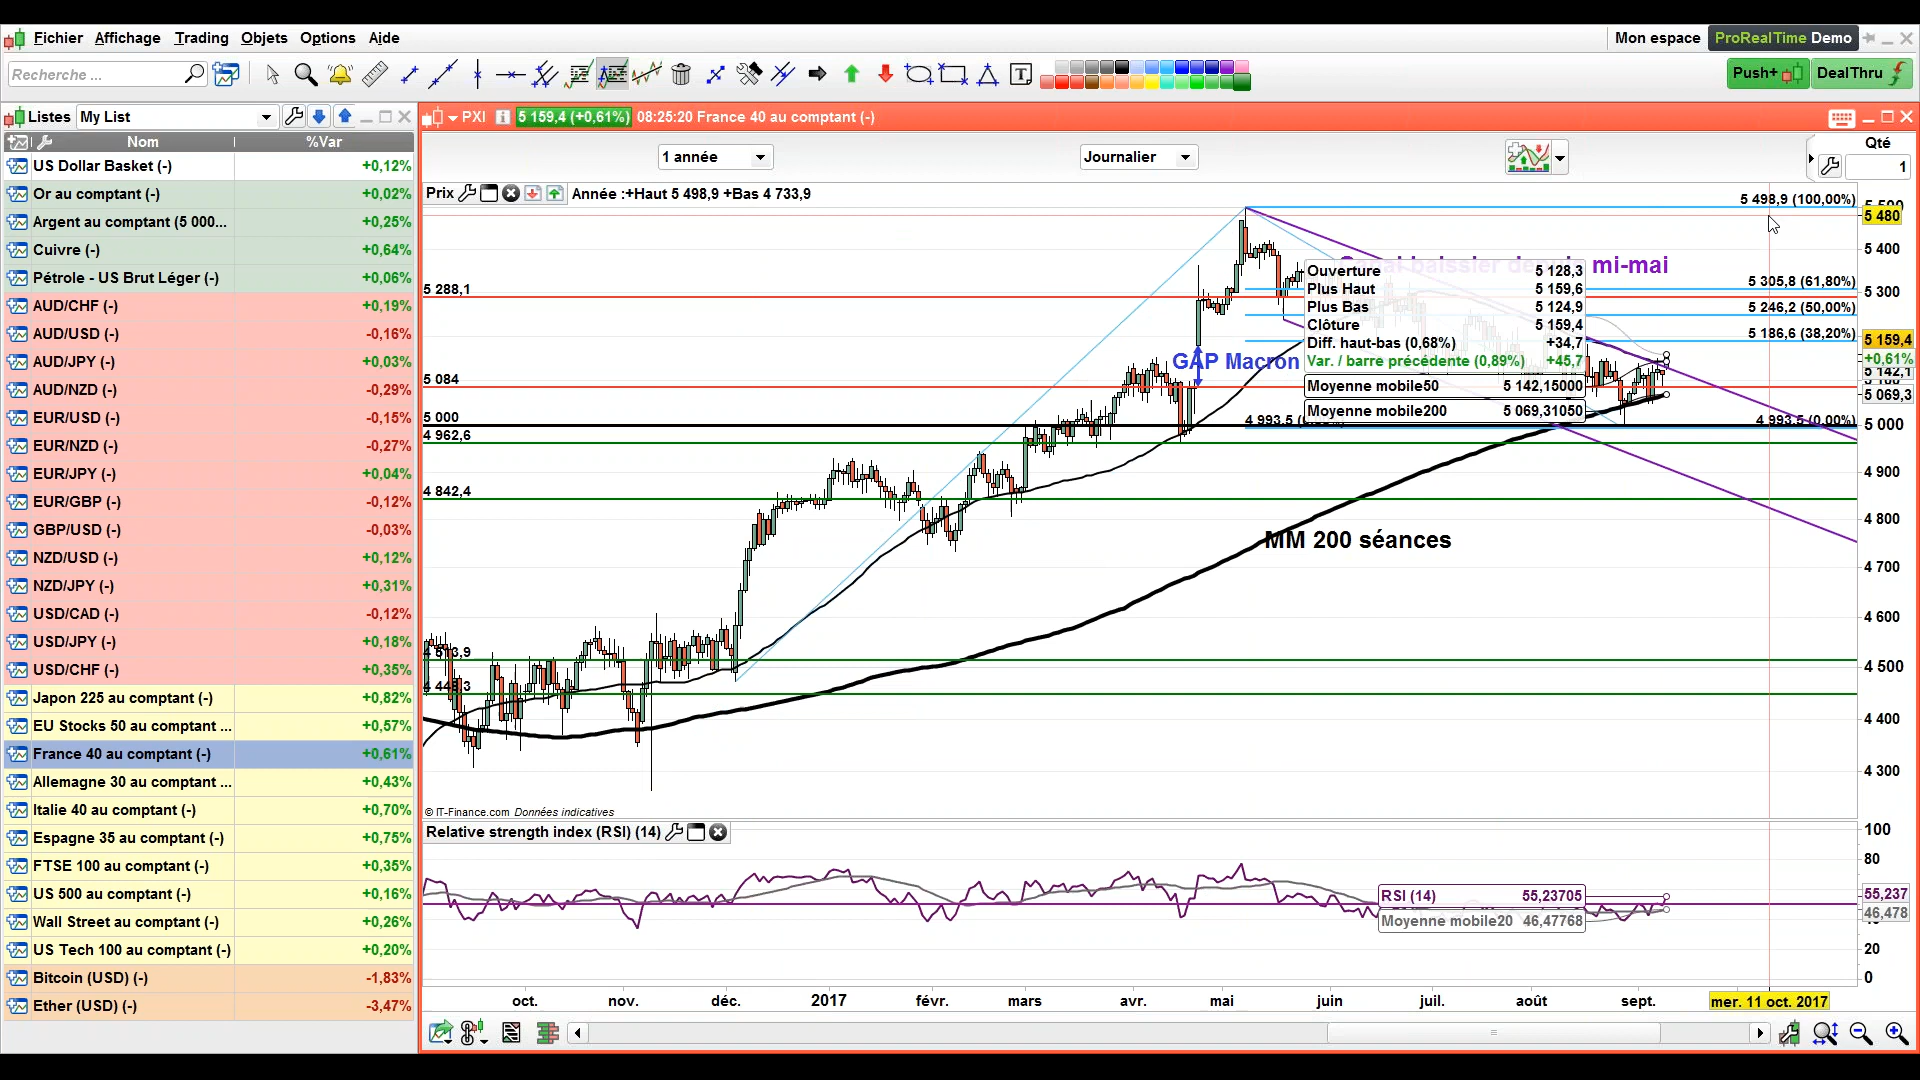 Fichier Affichage Trading Objets Options Aide
Mon espace ProRealTime Demo
Recherche ...
T
Push+ DealThru
Listes My List
Nom %Var
US Dollar Basket (-) +0,12%
Or au comptant (-) +0,02%
Argent au comptant (5 000... +0,25%
Cuivre (-) +0,64%
Pétrole - US Brut Léger (-) +0,06%
AUD/CHF (-) +0,19%
AUD/USD (-) -0,16%
AUD/JPY (-) +0,03%
AUD/NZD (-) -0,29%
EUR/USD (-) -0,15%
EUR/NZD (-) -0,27%
EUR/JPY (-) +0,04%
EUR/GBP (-) -0,12%
GBP/USD (-) -0,03%
NZD/USD (-) +0,12%
NZD/JPY (-) +0,31%
USD/CAD (-) -0,12%
USD/JPY (-) +0,18%
USD/CHF (-) +0,35%
Japon 225 au comptant (-) +0,82%
EU Stocks 50 au comptant ... +0,57%
France 40 au comptant (-) +0,61%
Allemagne 30 au comptant ... +0,43%
Italie 40 au comptant (-) +0,70%
Espagne 35 au comptant (-) +0,75%
FTSE 100 au comptant (-) +0,35%
US 500 au comptant (-) +0,16%
Wall Street au comptant (-) +0,26%
US Tech 100 au comptant (-) +0,20%
Bitcoin (USD) (-) -1,83%
Ether (USD) (-) -3,47%
PXI 5 159,4 (+0,61%) 08:25:20 France 40 au comptant (-)
1 année Journalier
Qté
1
Prix Année :+Haut 5 498,9 +Bas 4 733,9
5 498,9 (100,00%)
5 480
5 400
Canal baissier depuis mi-mai
Ouverture 5 128,3
Plus Haut 5 159,6
Plus Bas 5 124,9
Clôture 5 159,4
Diff. haut-bas (0,68%) +34,7
Var. / barre précédente (0,89%) +45,7
Moyenne mobile50 5 142,15000
Moyenne mobile200 5 069,31050
5 305,8 (61,80%)
5 300
5 246,2 (50,00%)
5 186,6 (38,20%)
5 159,4
+0,61%
5 142,1
5 069,3
4 993,5 (0,00%)
5 000
4 900
4 800
4 700
4 600
4 500
4 400
4 300
5 288,1
GAP Macron
5 084
5 000
4 962,6
4 842,4
MM 200 séances
4 513,9
© IT-Finance.com Données indicatives
Relative strength index (RSI) (14)
RSI (14) 55,23705
Moyenne mobile20 46,47768
100
80
55,237
46,478
20
0
oct. nov. déc. 2017 févr. mars avr. mai juin juil. août sept. mer. 11 oct. 2017